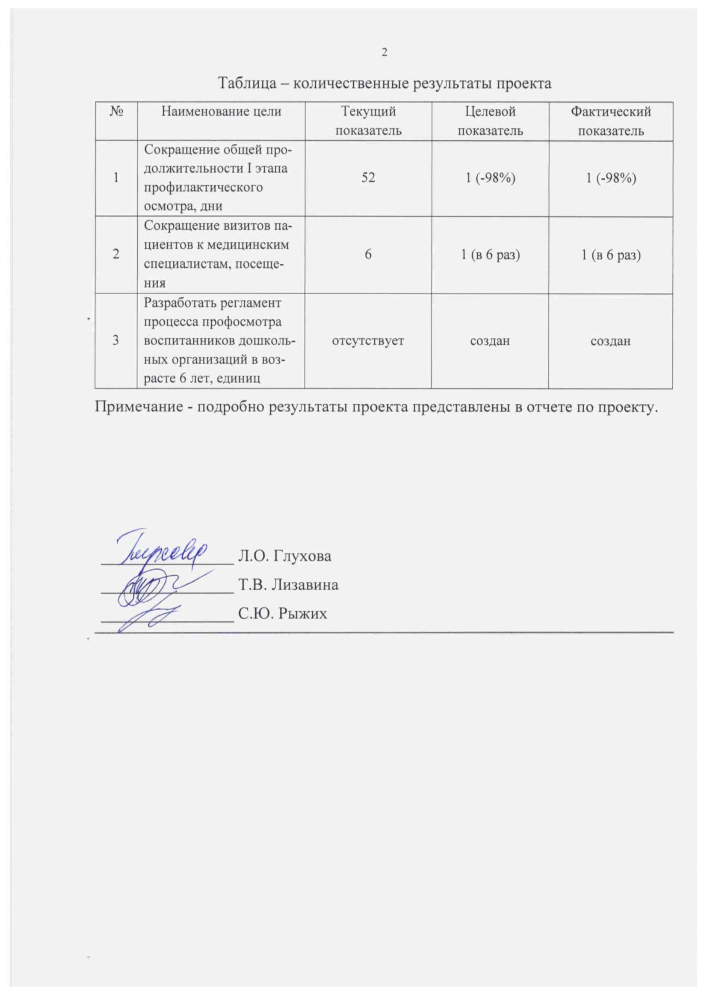 2
Таблица – количественные результаты проекта
№
Наименование цели
Текущий
показатель
Целевой
показатель
Фактический
показатель
1
Сокращение общей про-
должительности I этапа
профилактического
осмотра, дни
52
1 (-98%)
1 (-98%)
2
Сокращение визитов па-
циентов к медицинским
специалистам, посеще-
ния
6
1 (в 6 раз)
1 (в 6 раз)
3
Разработать регламент
процесса профосмотра
воспитанников дошколь-
ных организаций в воз-
расте 6 лет, единиц
отсутствует
создан
создан
Примечание - подробно результаты проекта представлены в отчете по проекту.
Л.О. Глухова
Т.В. Лизавина
С.Ю. Рыжих